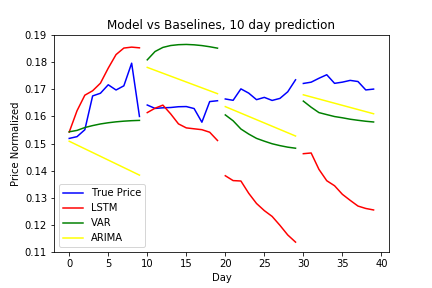 Model vs Baselines, 10 day prediction
Price Normalized
0.19
0.18
0.17
0.16
0.15
0.14
0.13
0.12
0.11
True Price
LSTM
VAR
ARIMA
0 5 10 15 20 25 30 35 40
Day